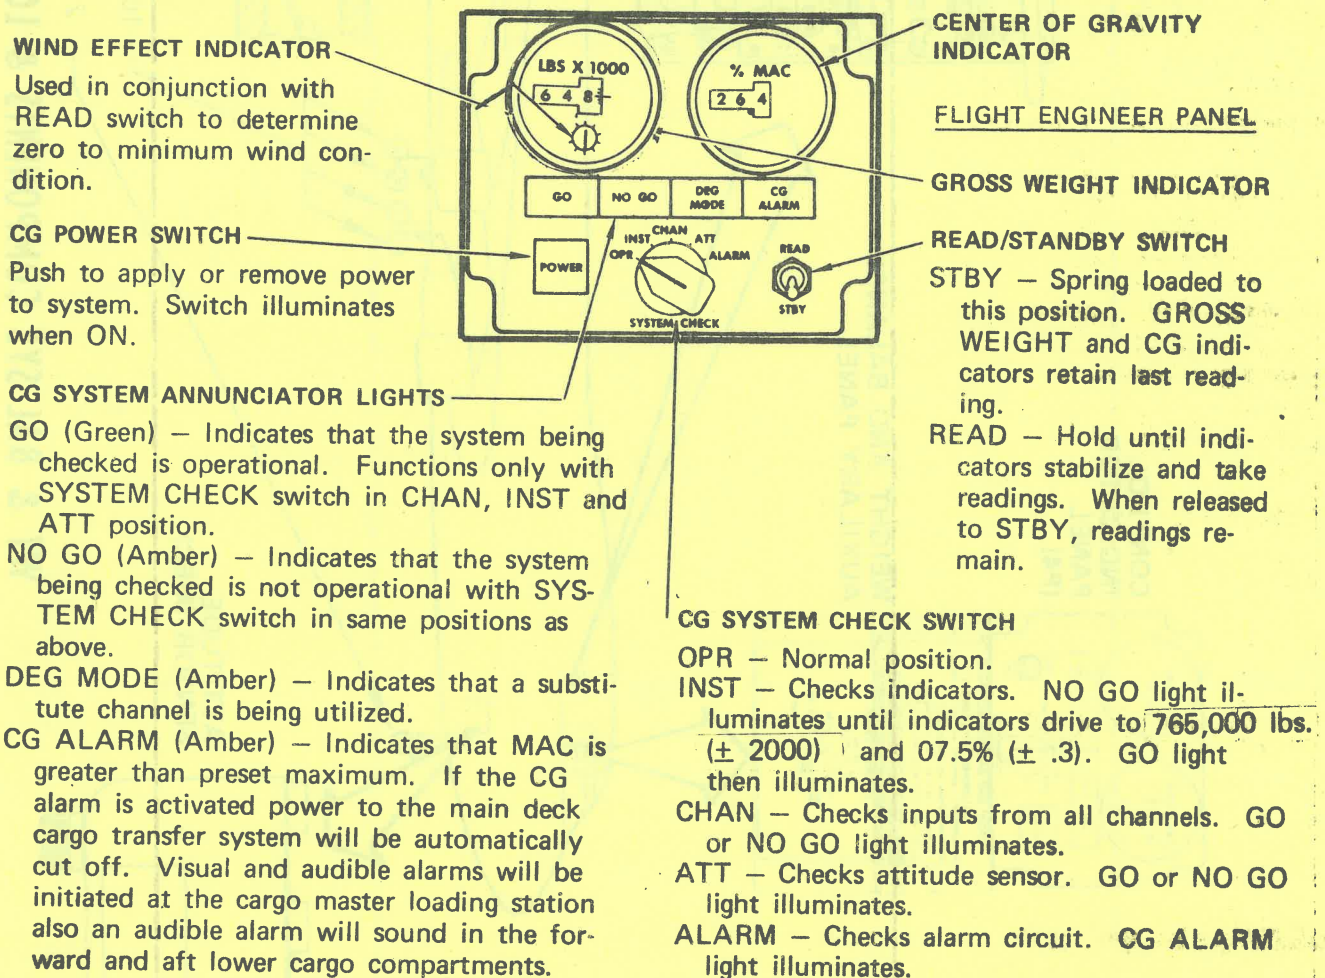 WIND EFFECT INDICATOR
Used in conjunction with
READ switch to determine
zero to minimum wind con-
dition.
CG POWER SWITCH
Push to apply or remove power
to system. Switch illuminates
when ON.
CG SYSTEM ANNUNCIATOR LIGHTS
GO (Green) — Indicates that the system being
checked is operational. Functions only with
SYSTEM CHECK switch in CHAN, INST and
ATT position.
NO GO (Amber) — Indicates that the system
being checked is not operational with SYS-
TEM CHECK switch in same positions as
above.
DEG MODE (Amber) — Indicates that a substi-
tute channel is being utilized.
CG ALARM (Amber) — Indicates that MAC is
greater than preset maximum. If the CG
alarm is activated power to the main deck
cargo transfer system will be automatically
cut off. Visual and audible alarms will be
initiated at the cargo master loading station
also an audible alarm will sound in the for-
ward and aft lower cargo compartments.
LBS X 1000
6 4 8
% MAC
2 6 4
GO
NO GO
DEG
MODE
CG
ALARM
POWER
OPR
INST
CHAN
ATT
ALARM
SYSTEM CHECK
READ
STBY
CENTER OF GRAVITY
INDICATOR
FLIGHT ENGINEER PANEL
GROSS WEIGHT INDICATOR
READ/STANDBY SWITCH
STBY — Spring loaded to
this position. GROSS
WEIGHT and CG indi-
cators retain last read-
ing.
READ — Hold until indi-
cators stabilize and take
readings. When released
to STBY, readings re-
main.
CG SYSTEM CHECK SWITCH
OPR — Normal position.
INST — Checks indicators. NO GO light il-
luminates until indicators drive to 765,000 lbs.
(± 2000) and 07.5% (± .3). GO light
then illuminates.
CHAN — Checks inputs from all channels. GO
or NO GO light illuminates.
ATT — Checks attitude sensor. GO or NO GO
light illuminates.
ALARM — Checks alarm circuit. CG ALARM
light illuminates.